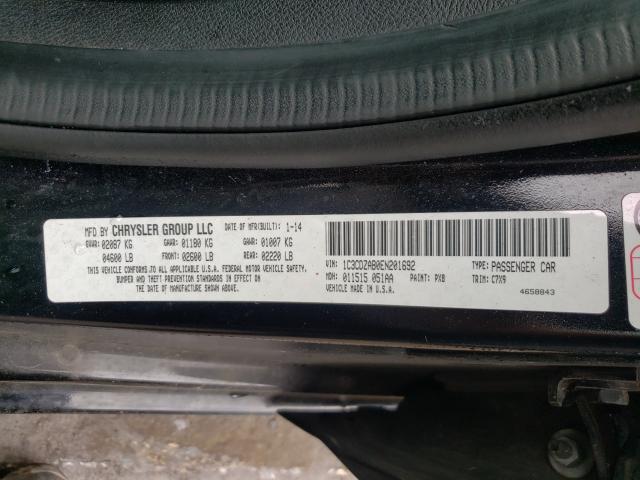 MFD BY CHRYSLER GROUP LLC DATE OF MFR(BUILT): 1-14
GVWR: 02087 KG GAWR: 01180 KG GAWR: 01007 KG
04600 LB FRONT: 02600 LB REAR: 02220 LB
THIS VEHICLE CONFORMS TO ALL APPLICABLE U.S.A. FEDERAL MOTOR VEHICLE SAFETY,
BUMPER AND THEFT PREVENTION STANDARDS IN EFFECT ON
THE DATE OF MANUFACTURE SHOWN ABOVE.
VIN: 1C3CDZAB0EN201692 TYPE: PASSENGER CAR
MDH: 011515 051AA PAINT: PX8 TRIM: C7X9
VEHICLE MADE IN U.S.A. 4658843